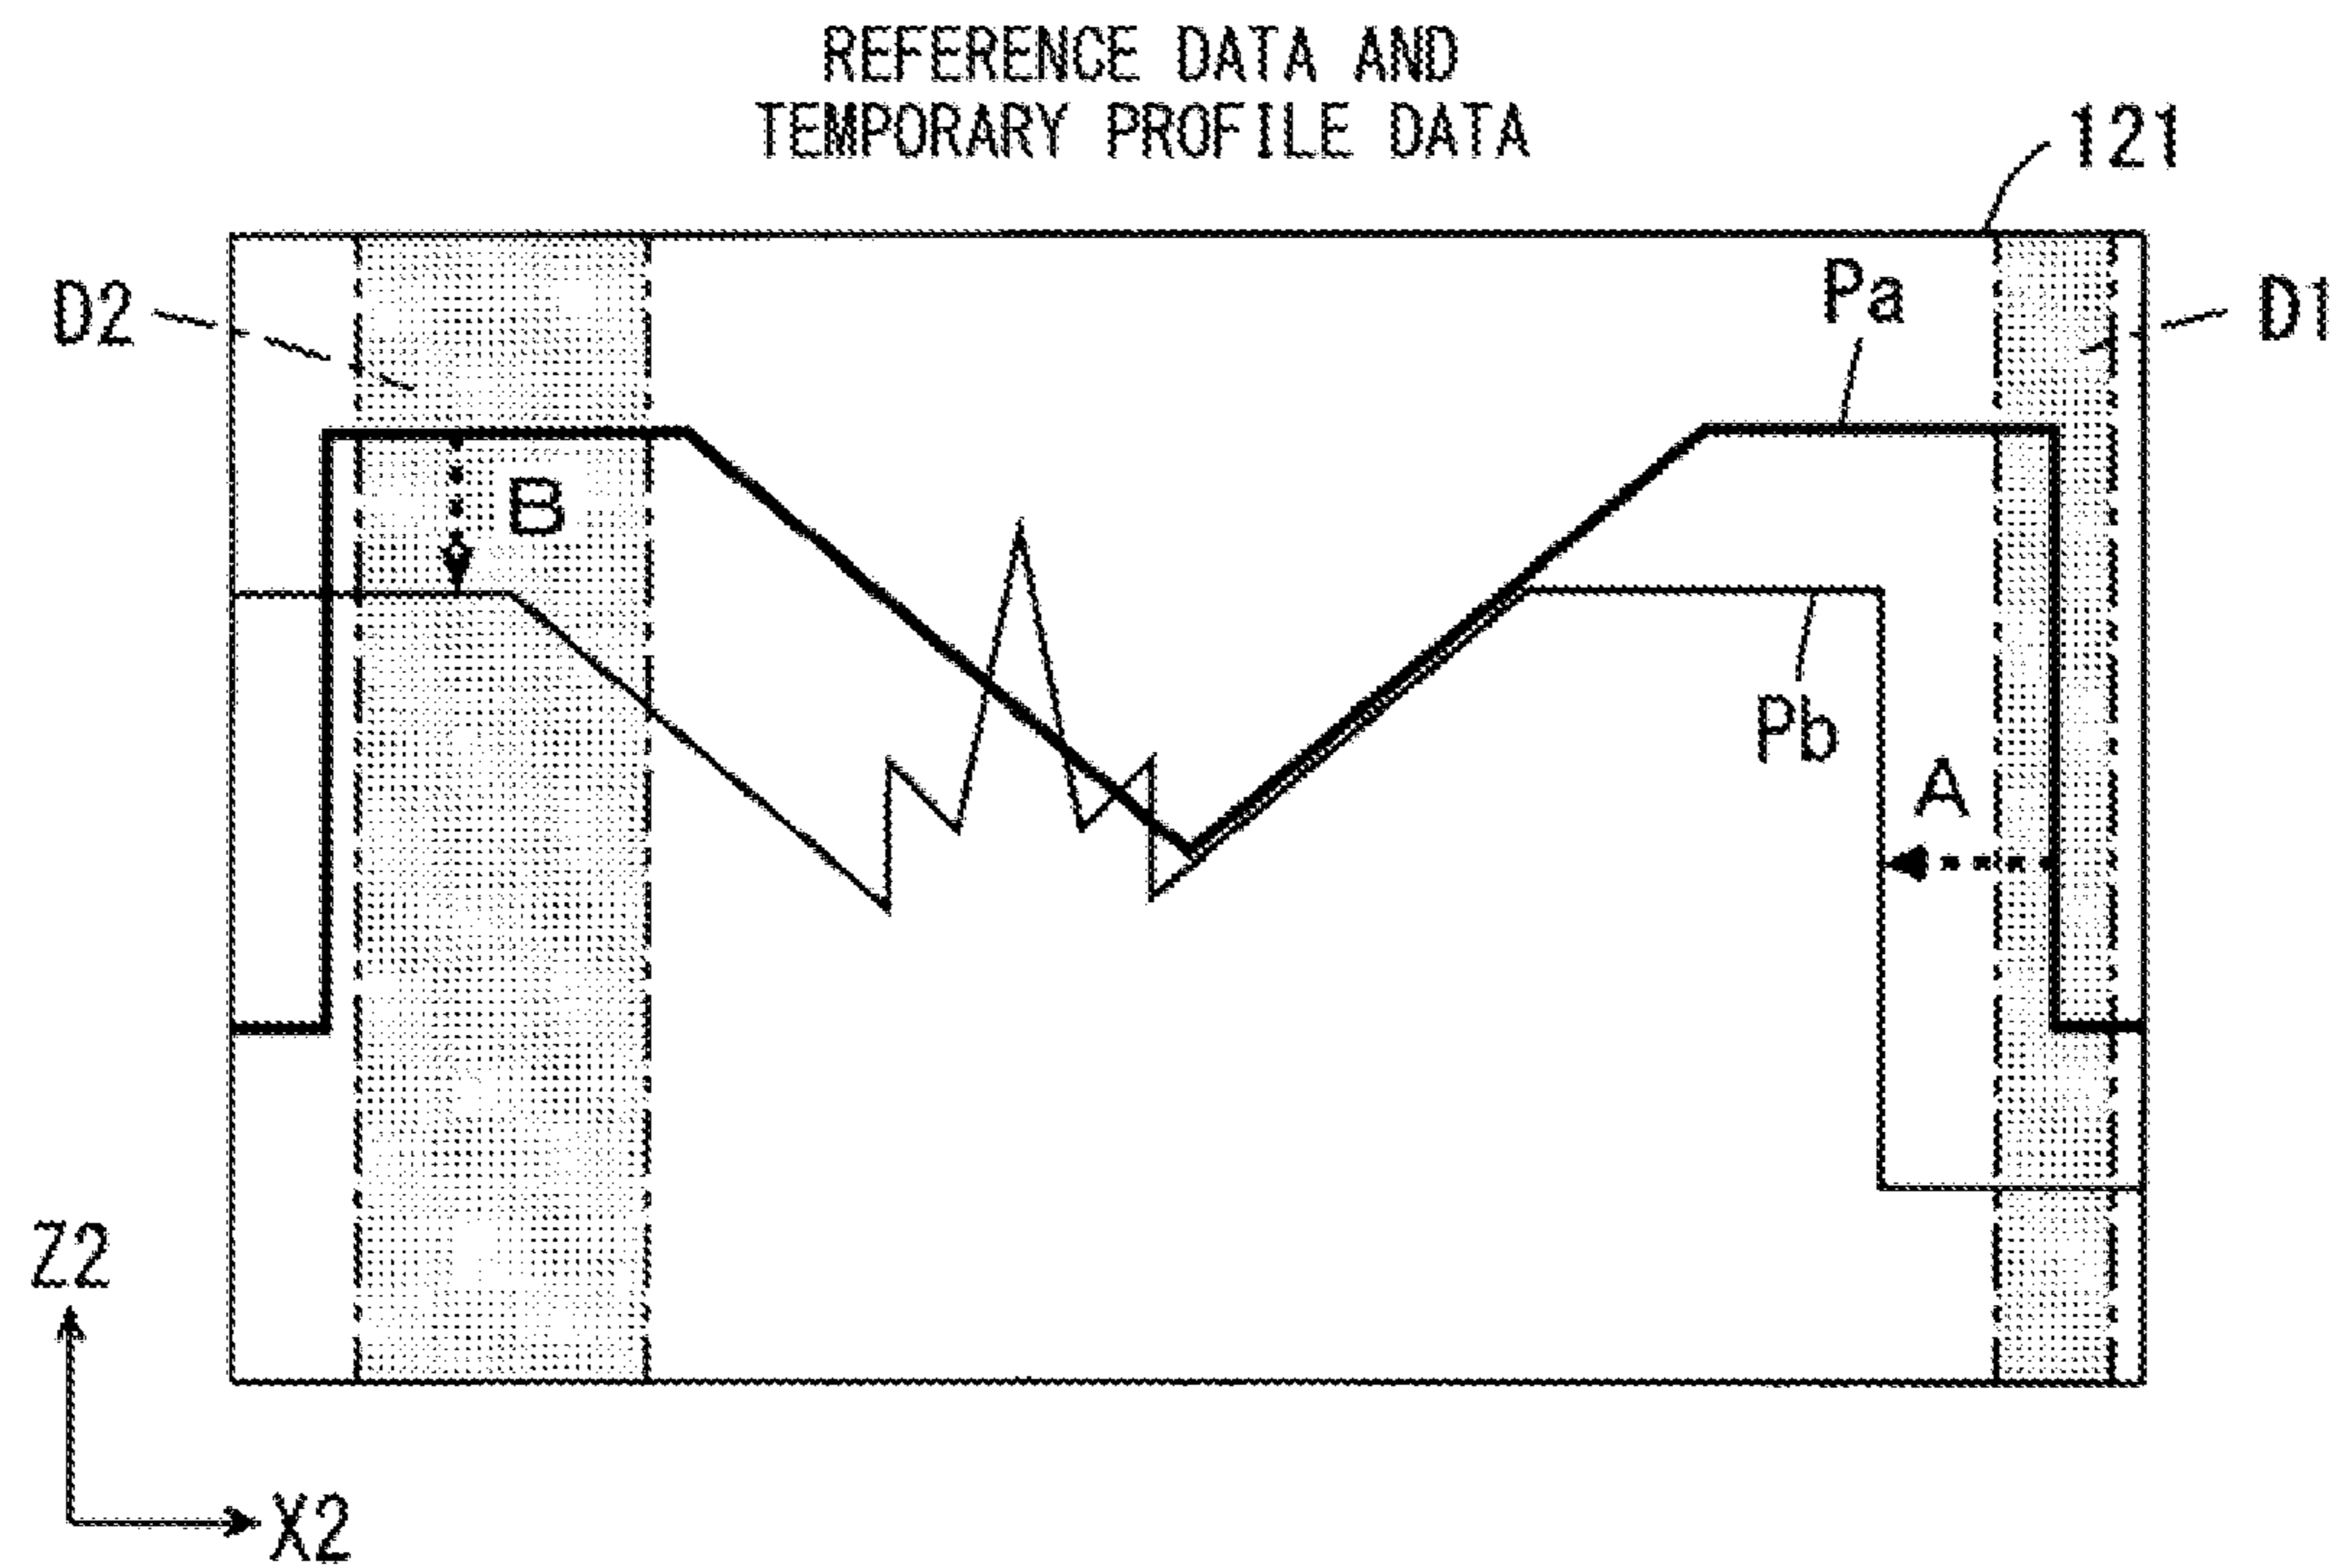 REFERENCE DATA AND
TEMPORARY PROFILE DATA
121
D2
Pa
D1
B
Pb
A
Z2
X2